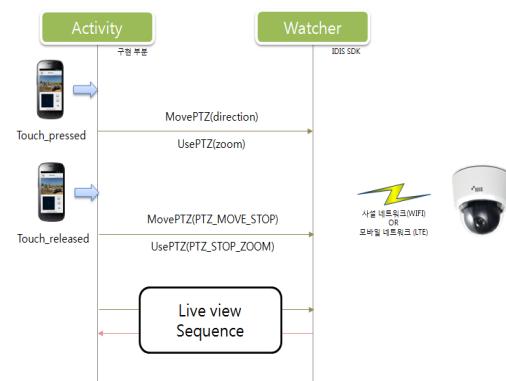 Activity
Watcher
구현 부분
IDIS SDK
MovePTZ(direction)
Touch_pressed
UsePTZ(zoom)
사설 네트워크(WIFI)
OR
모바일 네트워크 (LTE)
MovePTZ(PTZ_MOVE_STOP)
Touch_released
UsePTZ(PTZ_STOP_ZOOM)
Live view
Sequence